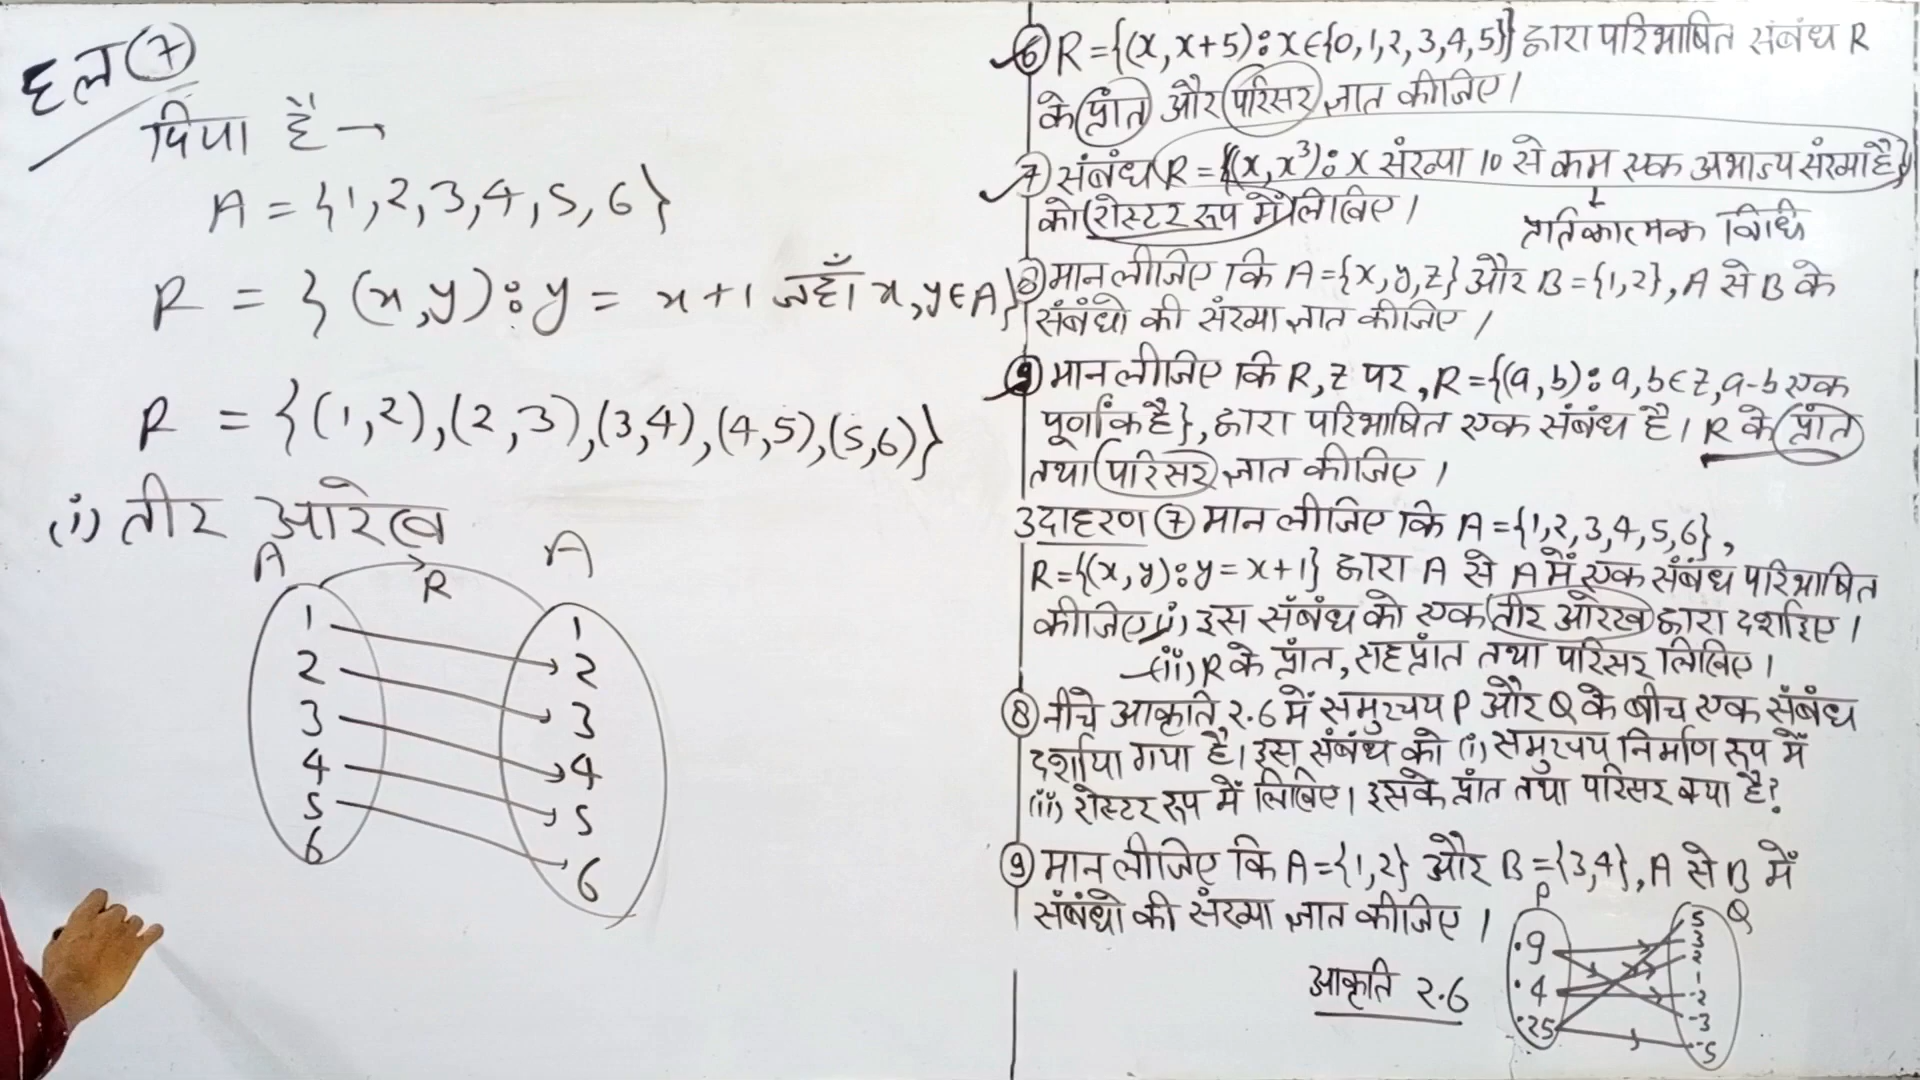 हल ⑦
दिया है →
A = {1,2,3,4,5,6}
R = {(x,y) : y = x+1 जहाँ x,y∈A}
R = {(1,2),(2,3),(3,4),(4,5),(5,6)}
(i) तीर आरेख
A R A
1 1
2 2
3 3
4 4
5 5
6 6
⑥ R={(x,x+5):x∈{0,1,2,3,4,5}} द्वारा परिभाषित संबंध R
के प्रांत और परिसर ज्ञात कीजिए।
⑦ संबंध R={(x,x³): x संख्या 10 से कम एक अभाज्य संख्या है}
को रोस्टर रूप में लिखिए।
प्रतिकात्मक विधि
⑧ मान लीजिए कि A={x,y,z} और B={1,2}, A से B के
संबंधो की संख्या ज्ञात कीजिए।
⑨ मान लीजिए कि R, Z पर, R={(a,b): a,b∈Z, a-b एक
पूर्णांक है}, द्वारा परिभाषित एक संबंध है। R के प्रांत
तथा परिसर ज्ञात कीजिए।
उदाहरण ⑦ मान लीजिए कि A={1,2,3,4,5,6},
R={(x,y):y=x+1} द्वारा A से A में एक संबंध परिभाषित
कीजिए (i) इस संबंध को एक तीर ओरख द्वारा दर्शाइए।
(ii) R के प्रांत, सहप्रांत तथा परिसर लिखिए।
⑧ नीचे आकृति 2.6 में समुच्चय P और Q के बीच एक संबंध
दर्शाया गया है। इस संबंध को (i) समुच्चय निर्माण रूप में
(ii) रोस्टर रूप में लिखिए। इसके प्रांत तथा परिसर क्या है?
⑨ मान लीजिए कि A={1,2} और B={3,4}, A से B में
संबंधो की संख्या ज्ञात कीजिए।
आकृति 2.6
P Q
.9
.4
.25
5
3
2
1
-2
-3
-5